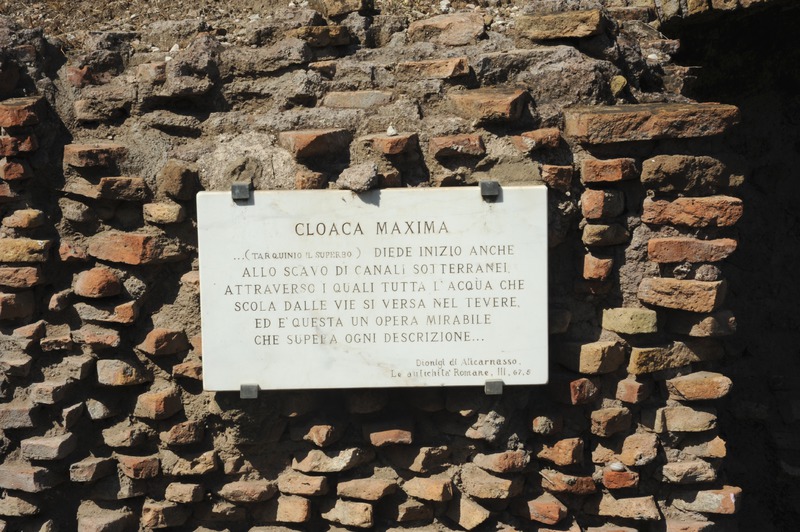 CLOACA MAXIMA
...(TARQUINIO IL SUPERBO) DIEDE INIZIO ANCHE
ALLO SCAVO DI CANALI SOTTERRANEI,
ATTRAVERSO I QUALI TUTTA L'ACQUA CHE
SCOLA DALLE VIE SI VERSA NEL TEVERE,
ED E' QUESTA UN OPERA MIRABILE
CHE SUPERA OGNI DESCRIZIONE...
Dionigi di Alicarnasso,
Le antichita' Romane, III, 67, 5